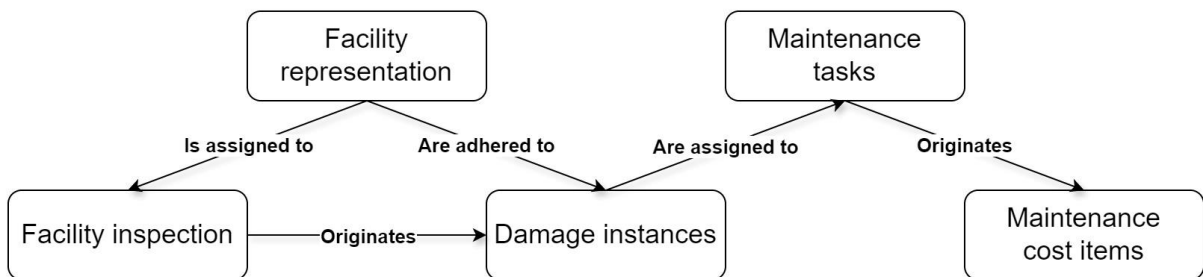 Facility
representation
Maintenance
tasks
Is assigned to
Are adhered to
Are assigned to
Originates
Facility inspection
Originates
Damage instances
Maintenance
cost items